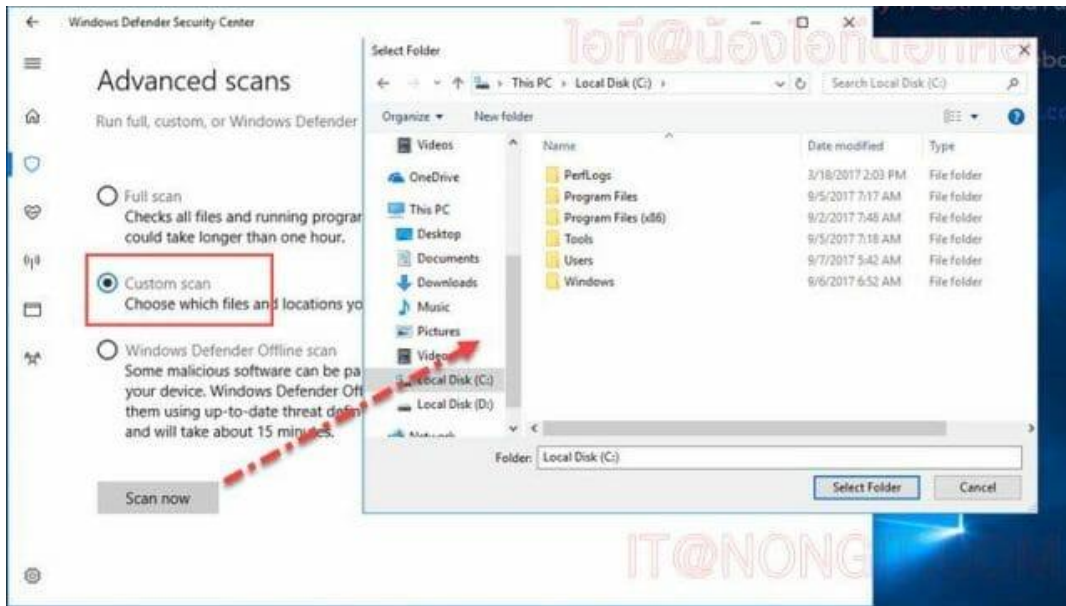 Windows Defender Security Center
Advanced scans
Run full, custom, or Windows Defender
Full scan
Checks all files and running program
could take longer than one hour.
Custom scan
Choose which files and locations yo
Windows Defender Offline scan
Some malicious software can be pa
your device. Windows Defender Off
them using up-to-date threat defin
and will take about 15 minutes.
Scan now
Select Folder
This PC › Local Disk (C:) ›
Search Local Disk (C:)
Organize
New folder
Videos
OneDrive
This PC
Desktop
Documents
Downloads
Music
Pictures
Videos
Local Disk (C:)
Local Disk (D:)
Network
Name Date modified Type
PerfLogs 3/18/2017 2:03 PM File folder
Program Files 9/5/2017 7:17 AM File folder
Program Files (x86) 9/2/2017 7:48 AM File folder
Tools 9/5/2017 7:18 AM File folder
Users 9/7/2017 5:42 AM File folder
Windows 9/6/2017 6:52 AM File folder
Folder: Local Disk (C:)
Select Folder
Cancel